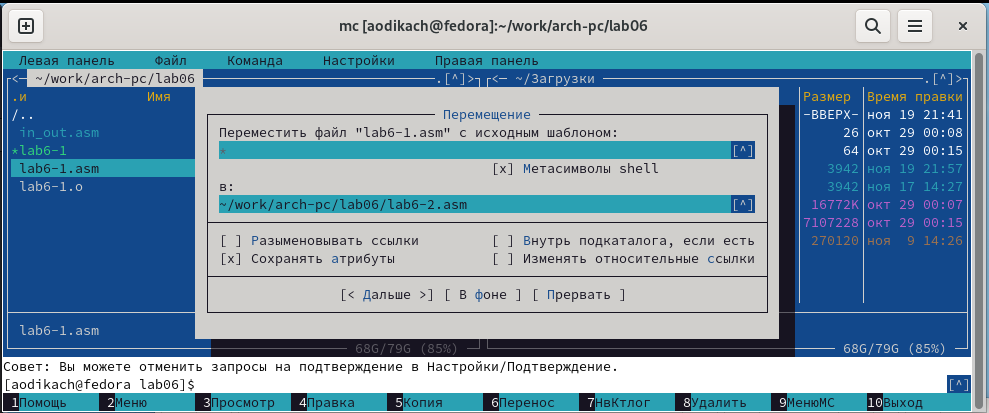 mc [aodikach@fedora]:~/work/arch-pc/lab06
Левая панель Файл Команда Настройки Правая панель
<— ~/work/arch-pc/lab06 .[^]> <— ~/Загрузки .[^]>
.и Имя Размер Время правки
/.. -ВВЕРХ- ноя 19 21:41
in_out.asm 26 окт 29 00:08
*lab6-1 64 окт 29 00:15
lab6-1.asm 3942 ноя 19 21:57
lab6-1.o 3942 ноя 17 14:27
16772K окт 29 00:07
7107228 окт 29 00:15
270120 ноя 9 14:26
Перемещение
Переместить файл "lab6-1.asm" с исходным шаблоном:
* [^]
[x] Метасимволы shell
в:
~/work/arch-pc/lab06/lab6-2.asm [^]
[ ] Разыменовывать ссылки [ ] Внутрь подкаталога, если есть
[x] Сохранять атрибуты [ ] Изменять относительные ссылки
[< Дальше >] [ В фоне ] [ Прервать ]
lab6-1.asm
68G/79G (85%) 68G/79G (85%)
Совет: Вы можете отменить запросы на подтверждение в Настройки/Подтверждение.
[aodikach@fedora lab06]$ [^]
1Помощь 2Меню 3Просмотр 4Правка 5Копия 6Перенос 7НвКтлог 8Удалить 9МенюMC 10Выход